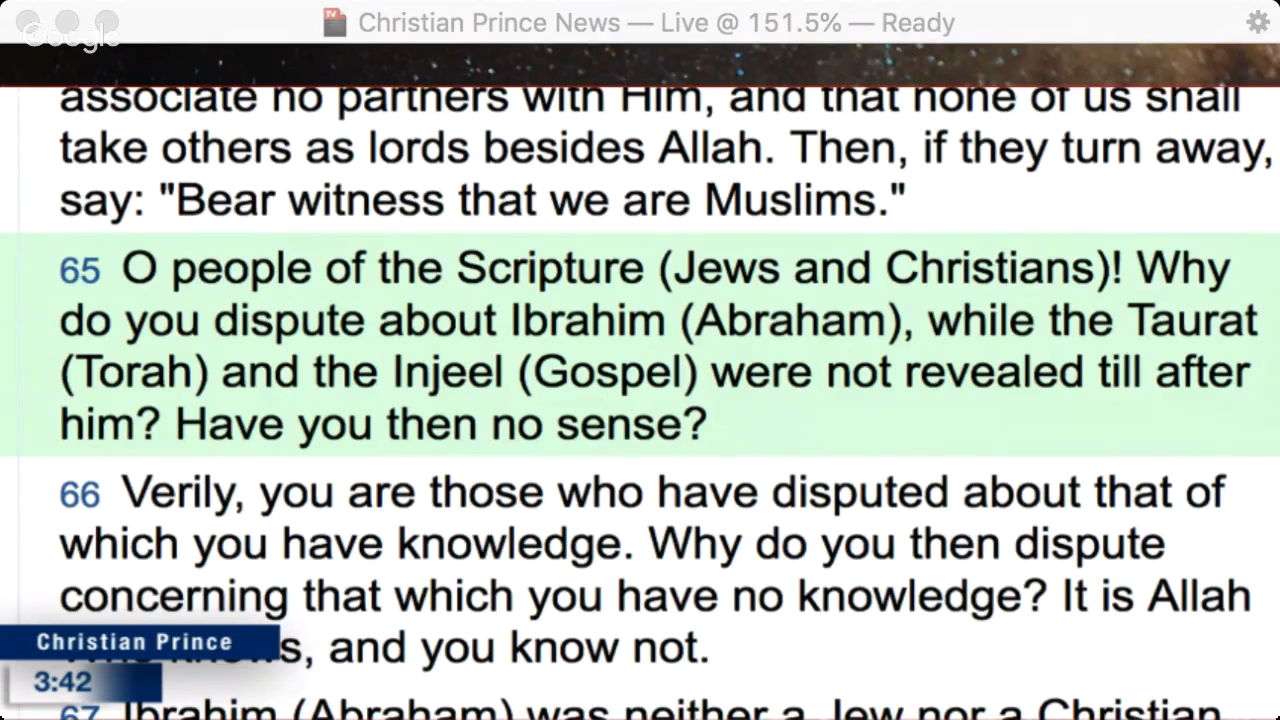 Christian Prince News — Live @ 151.5% — Ready
Google
associate no partners with Him, and that none of us shall
take others as lords besides Allah. Then, if they turn away,
say: "Bear witness that we are Muslims."
65 O people of the Scripture (Jews and Christians)! Why
do you dispute about Ibrahim (Abraham), while the Taurat
(Torah) and the Injeel (Gospel) were not revealed till after
him? Have you then no sense?
66 Verily, you are those who have disputed about that of
which you have knowledge. Why do you then dispute
concerning that which you have no knowledge? It is Allah
Christian Prince
and you know not.
3:42
67 Ibrahim (Abraham) was neither a Jew nor a Christian